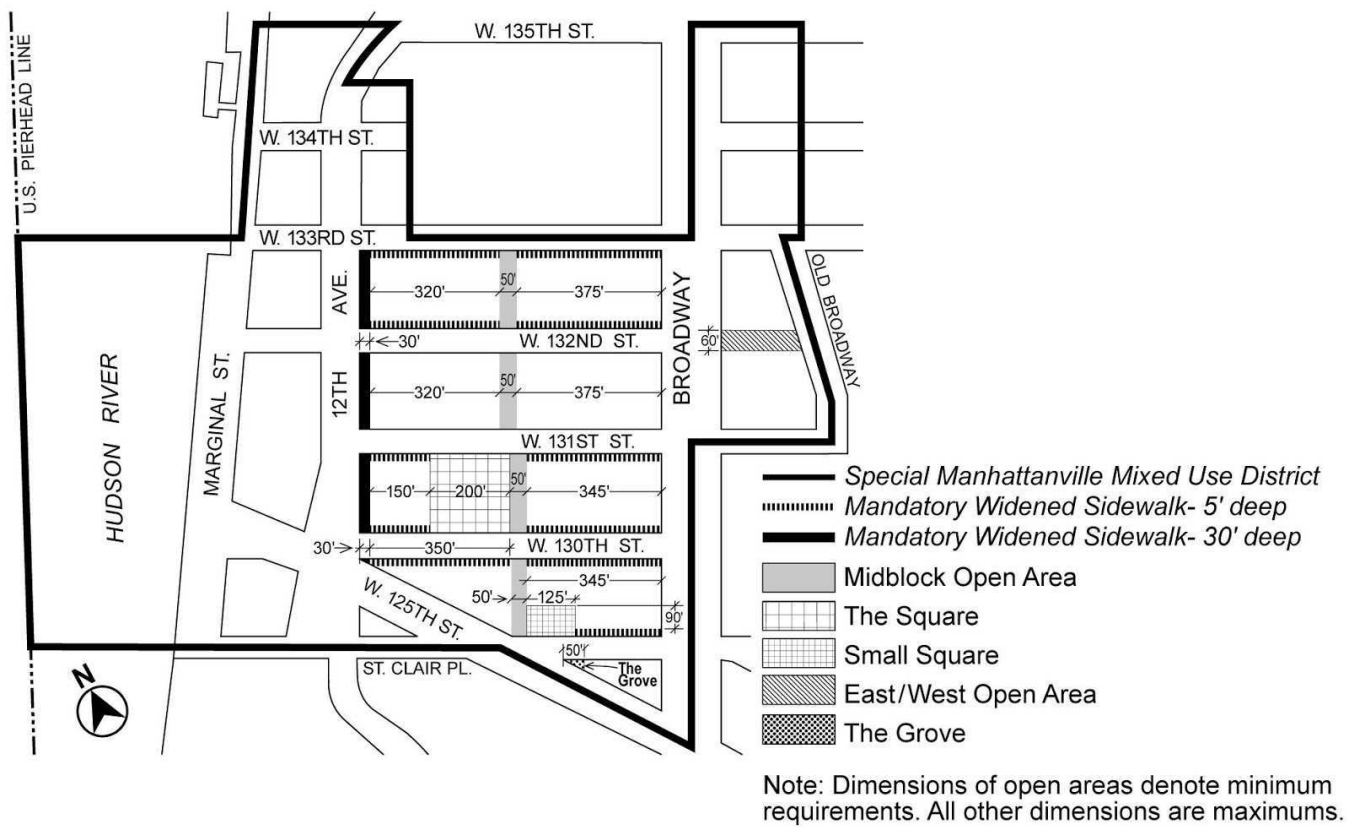 U.S. PIERHEAD LINE
W. 135TH ST.
W. 134TH ST.
W. 133RD ST.
AVE.
320'
50'
375'
BROADWAY
OLD BROADWAY
60'
30'
W. 132ND ST.
HUDSON RIVER
MARGINAL ST.
12TH
320'
50'
375'
W. 131ST ST.
150'
200'
50'
345'
30'
350'
W. 130TH ST.
345'
W. 125TH ST.
50'
125'
90'
50'
The
Grove
ST. CLAIR PL.
N
Special Manhattanville Mixed Use District
Mandatory Widened Sidewalk- 5' deep
Mandatory Widened Sidewalk- 30' deep
Midblock Open Area
The Square
Small Square
East/West Open Area
The Grove
Note: Dimensions of open areas denote minimum
requirements. All other dimensions are maximums.